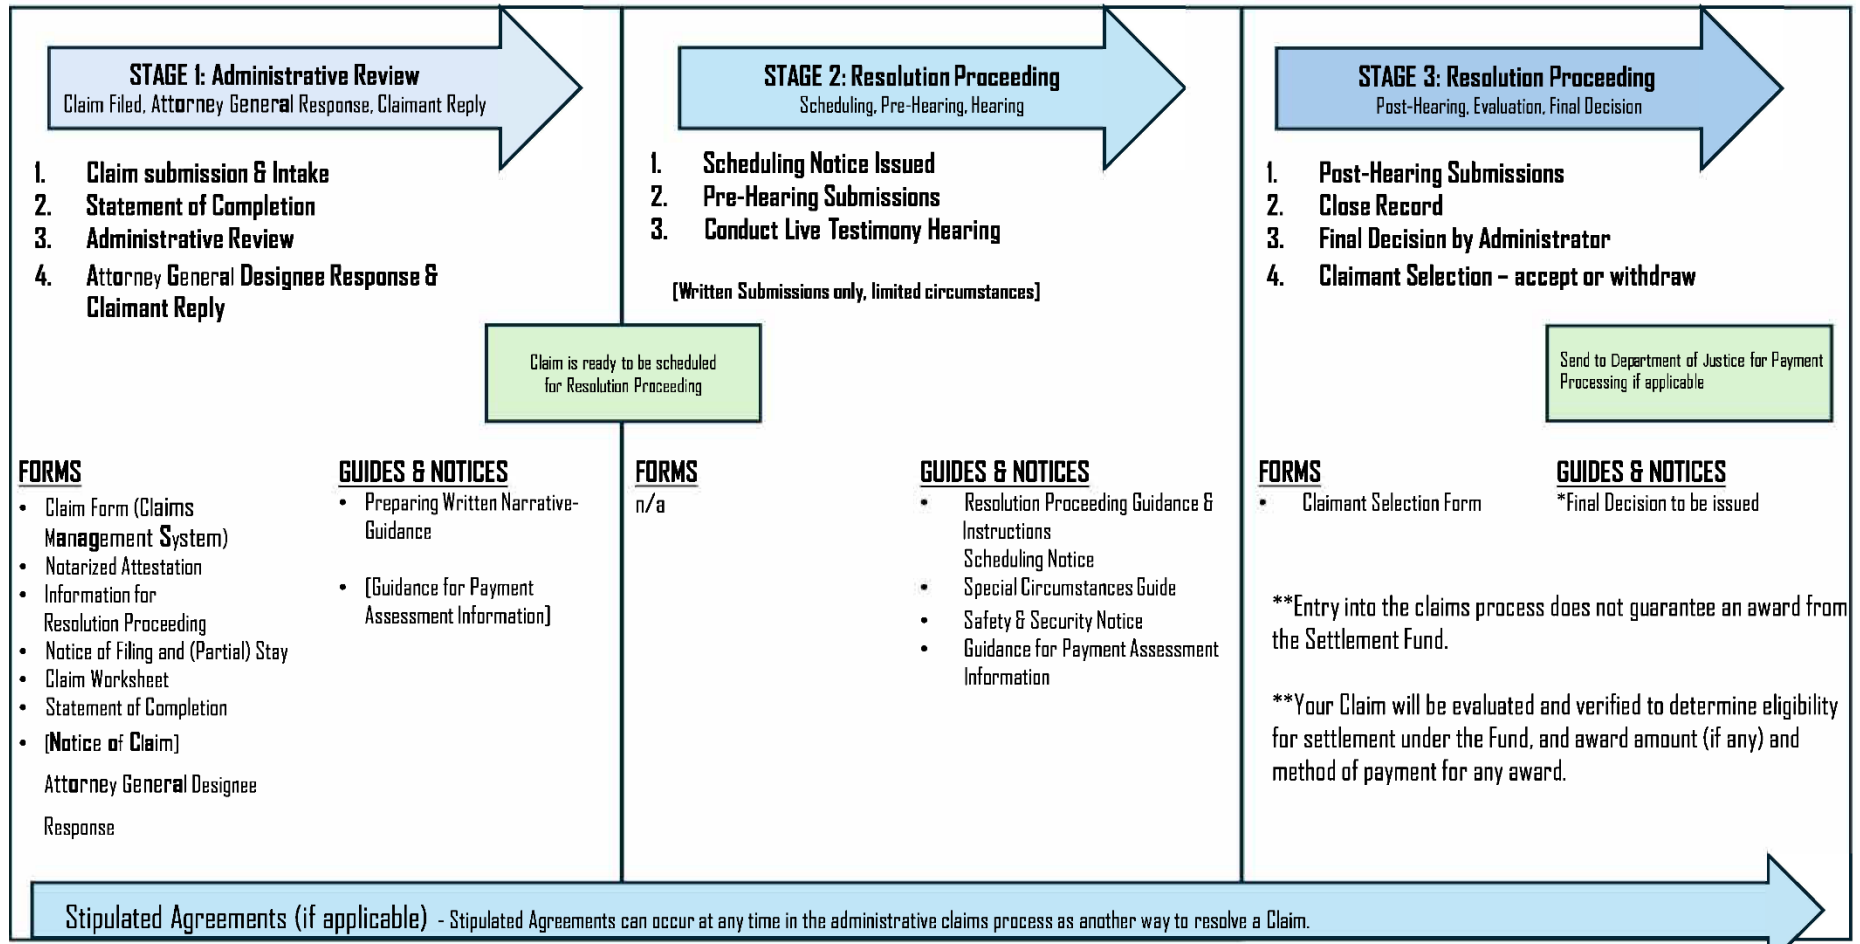 STAGE 1: Administrative Review
Claim Filed, Attorney General Response, Claimant Reply
1. Claim submission & Intake
2. Statement of Completion
3. Administrative Review
4. Attorney General Designee Response &
Claimant Reply
STAGE 2: Resolution Proceeding
Scheduling, Pre-Hearing, Hearing
1. Scheduling Notice Issued
2. Pre-Hearing Submissions
3. Conduct Live Testimony Hearing
[Written Submissions only, limited circumstances]
STAGE 3: Resolution Proceeding
Post-Hearing, Evaluation, Final Decision
1. Post-Hearing Submissions
2. Close Record
3. Final Decision by Administrator
4. Claimant Selection – accept or withdraw
Claim is ready to be scheduled
for Resolution Proceeding
Send to Department of Justice for Payment
Processing if applicable
FORMS
• Claim Form (Claims
Management System)
• Notarized Attestation
• Information for
Resolution Proceeding
• Notice of Filing and (Partial) Stay
• Claim Worksheet
• Statement of Completion
• [Notice of Claim]
Attorney General Designee
Response
GUIDES & NOTICES
• Preparing Written Narrative-
Guidance
• [Guidance for Payment
Assessment Information]
FORMS
n/a
GUIDES & NOTICES
• Resolution Proceeding Guidance &
Instructions
Scheduling Notice
• Special Circumstances Guide
• Safety & Security Notice
• Guidance for Payment Assessment
Information
FORMS
• Claimant Selection Form
GUIDES & NOTICES
*Final Decision to be issued
**Entry into the claims process does not guarantee an award from
the Settlement Fund.
**Your Claim will be evaluated and verified to determine eligibility
for settlement under the Fund, and award amount (if any) and
method of payment for any award.
Stipulated Agreements (if applicable) - Stipulated Agreements can occur at any time in the administrative claims process as another way to resolve a Claim.